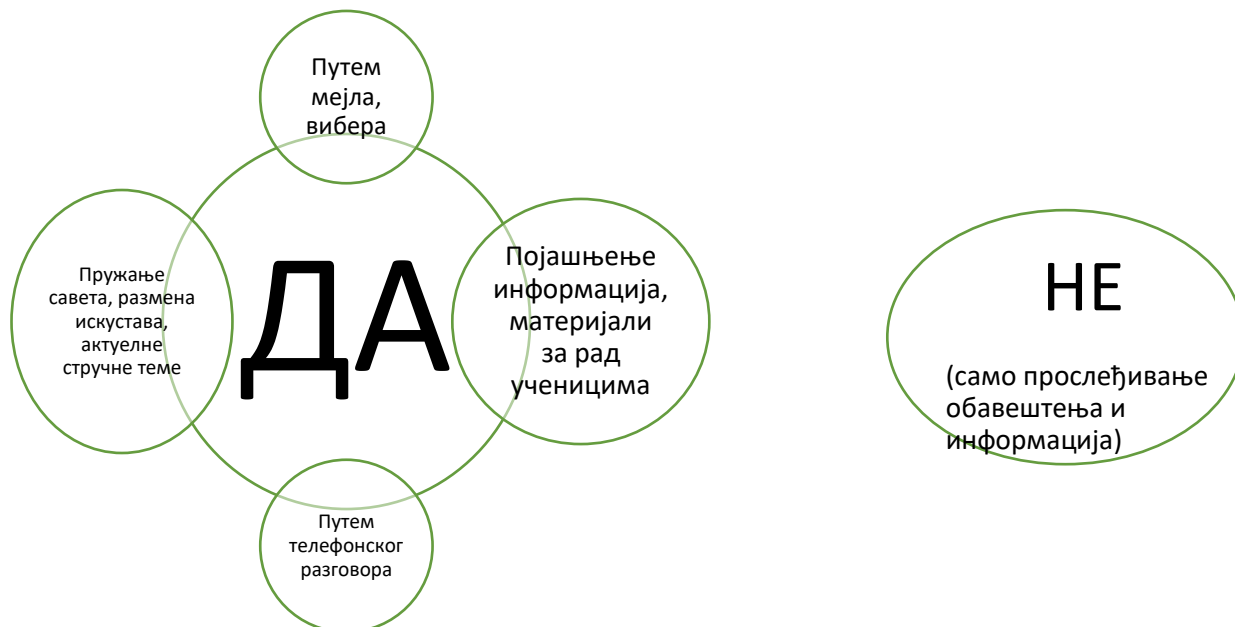 Путем
мејла,
вибера
Пружање
савета, размена
искустава,
актуелне
стручне теме
ДА
Појашњење
информација,
материјали
за рад
ученицима
Путем
телефонског
разговора
НЕ
(само прослеђивање
обавештења и
информација)